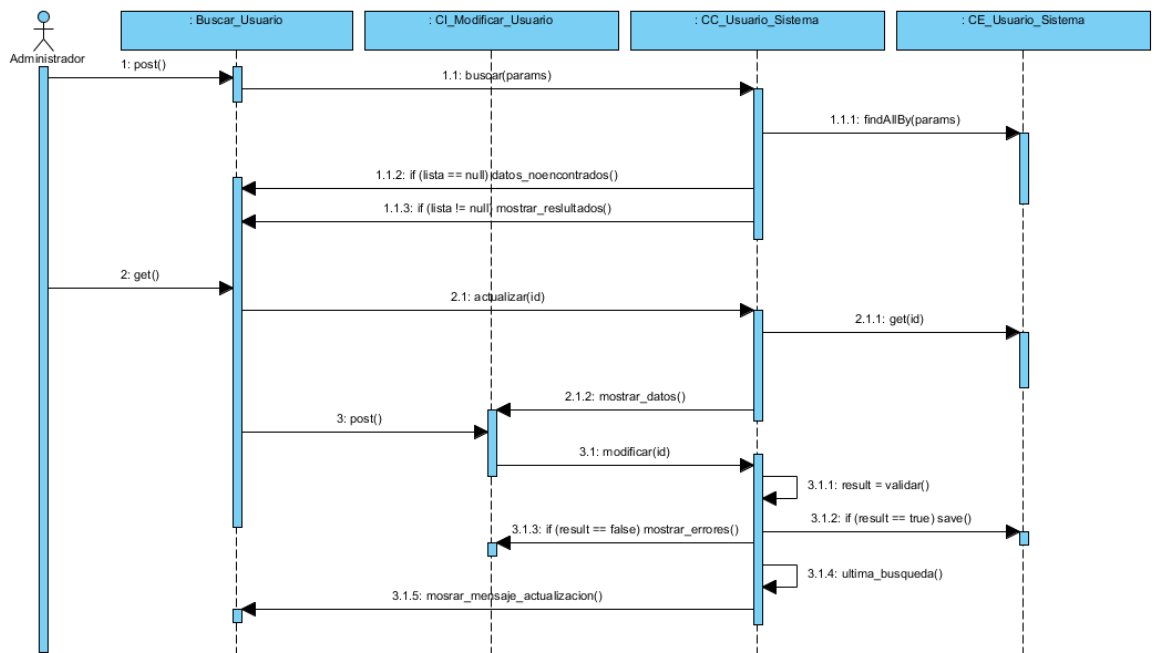 : Buscar_Usuario
: CI_Modificar_Usuario
: CC_Usuario_Sistema
: CE_Usuario_Sistema
Administrador
1: post()
1.1: buscar(params)
1.1.1: findAllBy(params)
1.1.2: if (lista == null) datos_noencontrados()
1.1.3: if (lista != null) mostrar_reslultados()
2: get()
2.1: actualizar(id)
2.1.1: get(id)
2.1.2: mostrar_datos()
3: post()
3.1: modificar(id)
3.1.1: result = validar()
3.1.2: if (result == true) save()
3.1.3: if (result == false) mostrar_errores()
3.1.4: ultima_busqueda()
3.1.5: mosrar_mensaje_actualizacion()